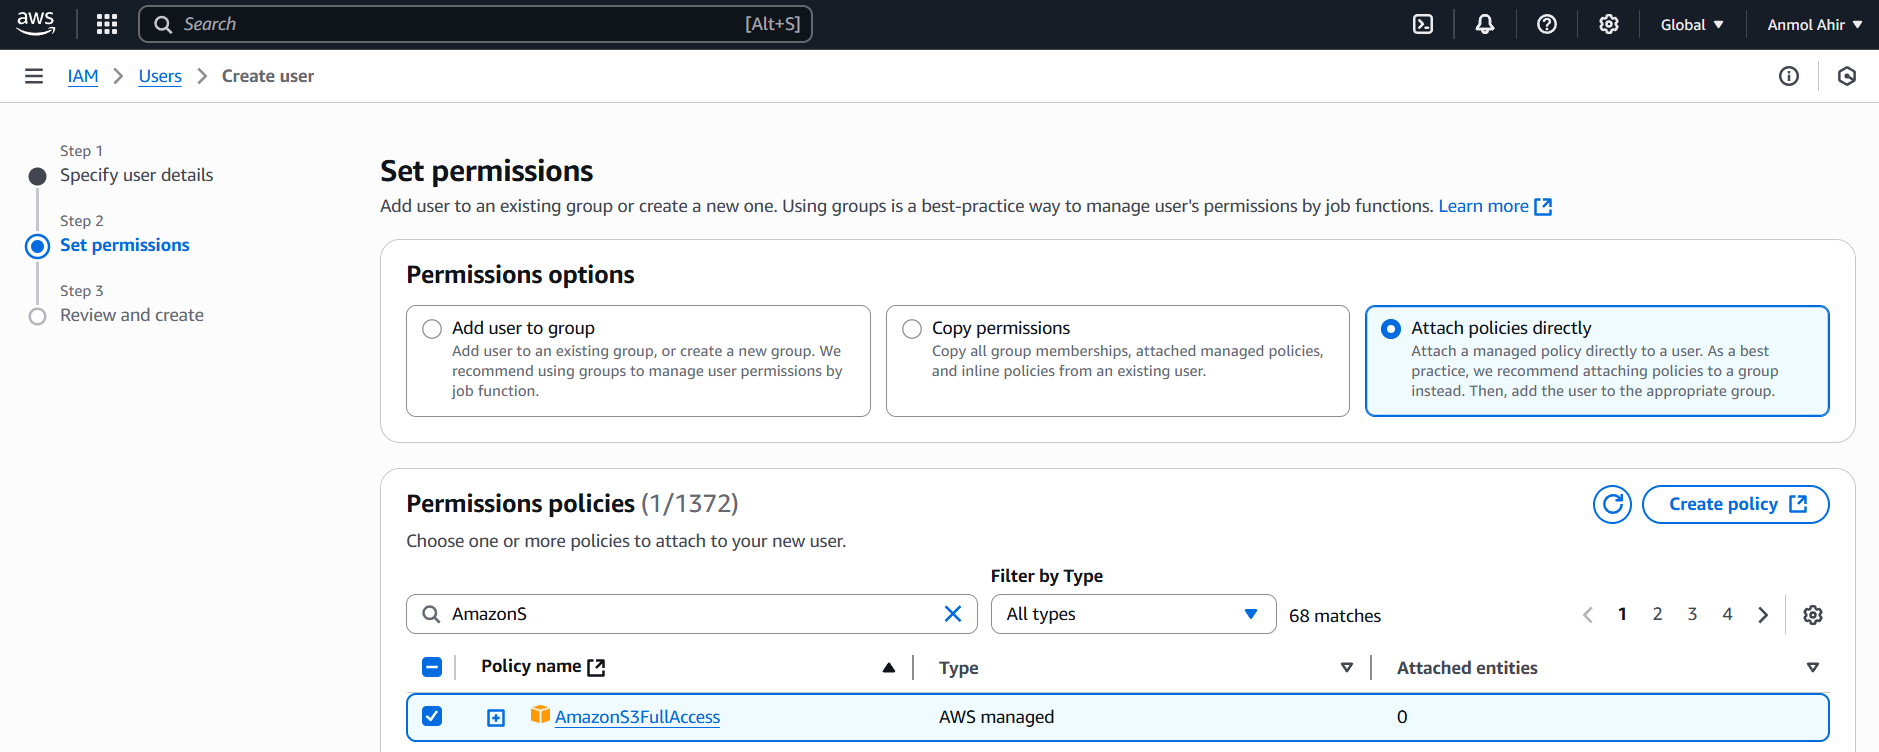 aws
Search [Alt+S] Global Anmol Ahir
IAM Users Create user
Step 1
Specify user details
Step 2
Set permissions
Step 3
Review and create
Set permissions
Add user to an existing group or create a new one. Using groups is a best-practice way to manage user's permissions by job functions. Learn more
Permissions options
Add user to group
Add user to an existing group, or create a new group. We
recommend using groups to manage user permissions by
job function.
Copy permissions
Copy all group memberships, attached managed policies,
and inline policies from an existing user.
Attach policies directly
Attach a managed policy directly to a user. As a best
practice, we recommend attaching policies to a group
instead. Then, add the user to the appropriate group.
Permissions policies (1/1372)
Create policy
Choose one or more policies to attach to your new user.
Filter by Type
AmazonS All types 68 matches 1 2 3 4
Policy name Type Attached entities
AmazonS3FullAccess AWS managed 0